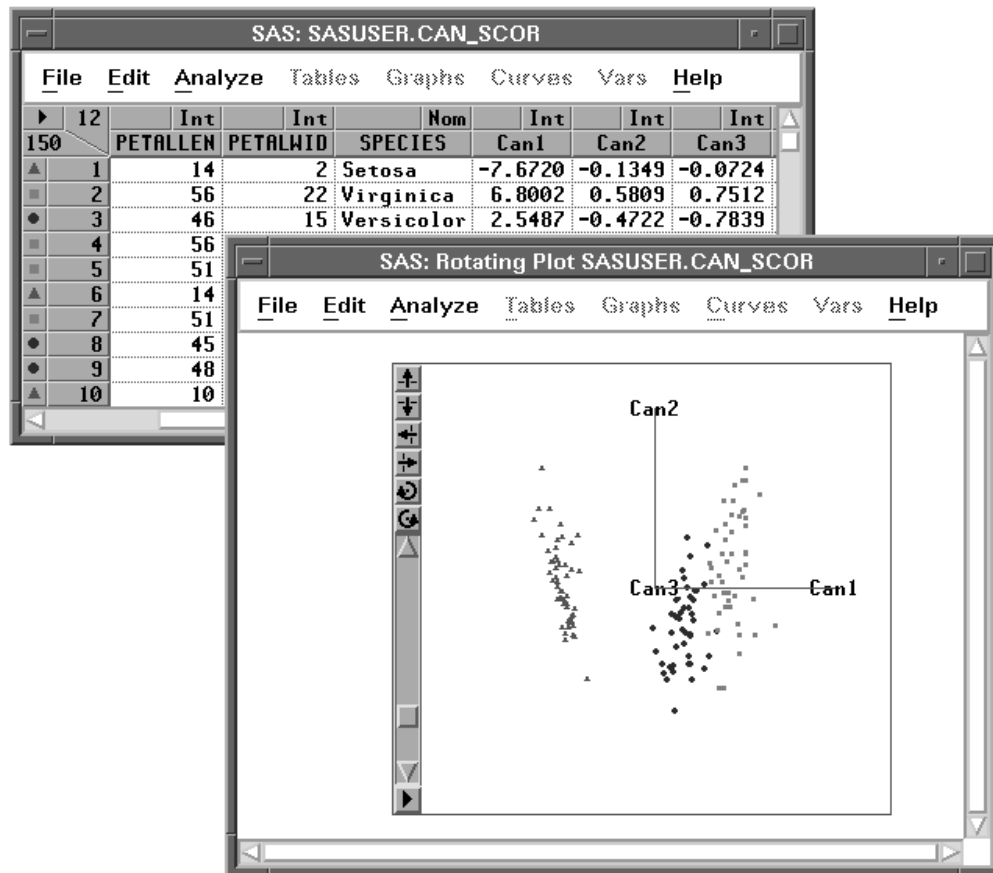 SAS: SASUSER.CAN_SCOR
File Edit Analyze Tables Graphs Curves Vars Help
12 Int Int Nom Int Int Int
150 PETALLEN PETALWID SPECIES Can1 Can2 Can3
1 14 2 Setosa -7.6720 -0.1349 -0.0724
2 56 22 Virginica 6.8002 0.5809 0.7512
3 46 15 Versicolor 2.5487 -0.4722 -0.7839
4 56
5 51
6 14
7 51
8 45
9 48
10 10
SAS: Rotating Plot SASUSER.CAN_SCOR
File Edit Analyze Tables Graphs Curves Vars Help
Can2
Can3 Can1